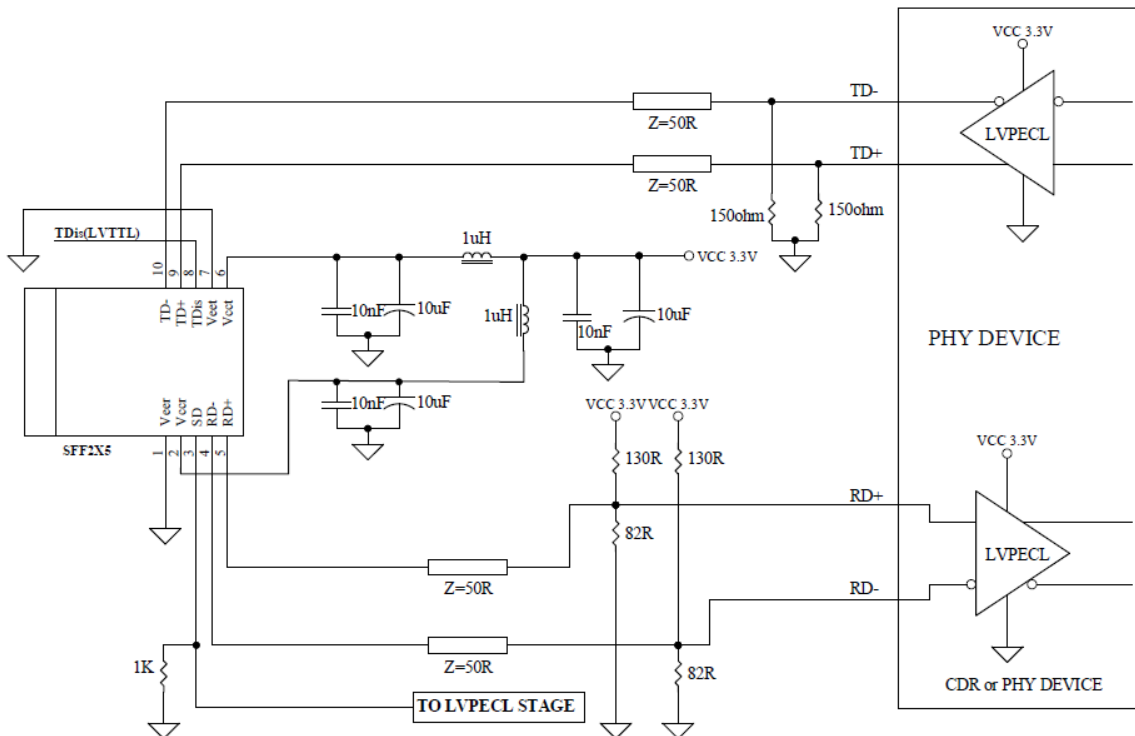 VCC 3.3V
TD-
LVPECL
Z=50R
TD+
Z=50R
150ohm
150ohm
TDis(LVTTL)
1uH
VCC 3.3V
10
9
8
7
6
TD-
TD+
TDis
Veet
Vcct
10nF
10uF
1uH
10nF
10uF
PHY DEVICE
10nF
10uF
Veer
Vccr
SD
RD-
RD+
SFF2X5
1
2
3
4
5
VCC 3.3V
VCC 3.3V
130R
130R
VCC 3.3V
RD+
82R
LVPECL
Z=50R
RD-
1K
Z=50R
82R
CDR or PHY DEVICE
TO LVPECL STAGE